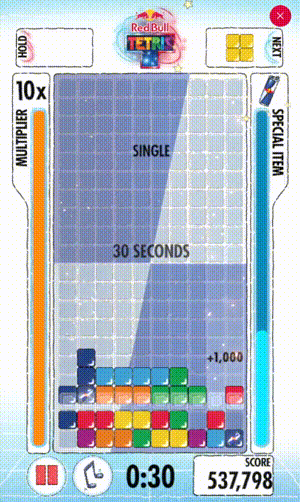 HOLD
Red Bull
TETRIS
NEXT
10x
MULTIPLIER
SINGLE
SPECIAL ITEM
30 SECONDS
+1,000
0:30
SCORE
537,798